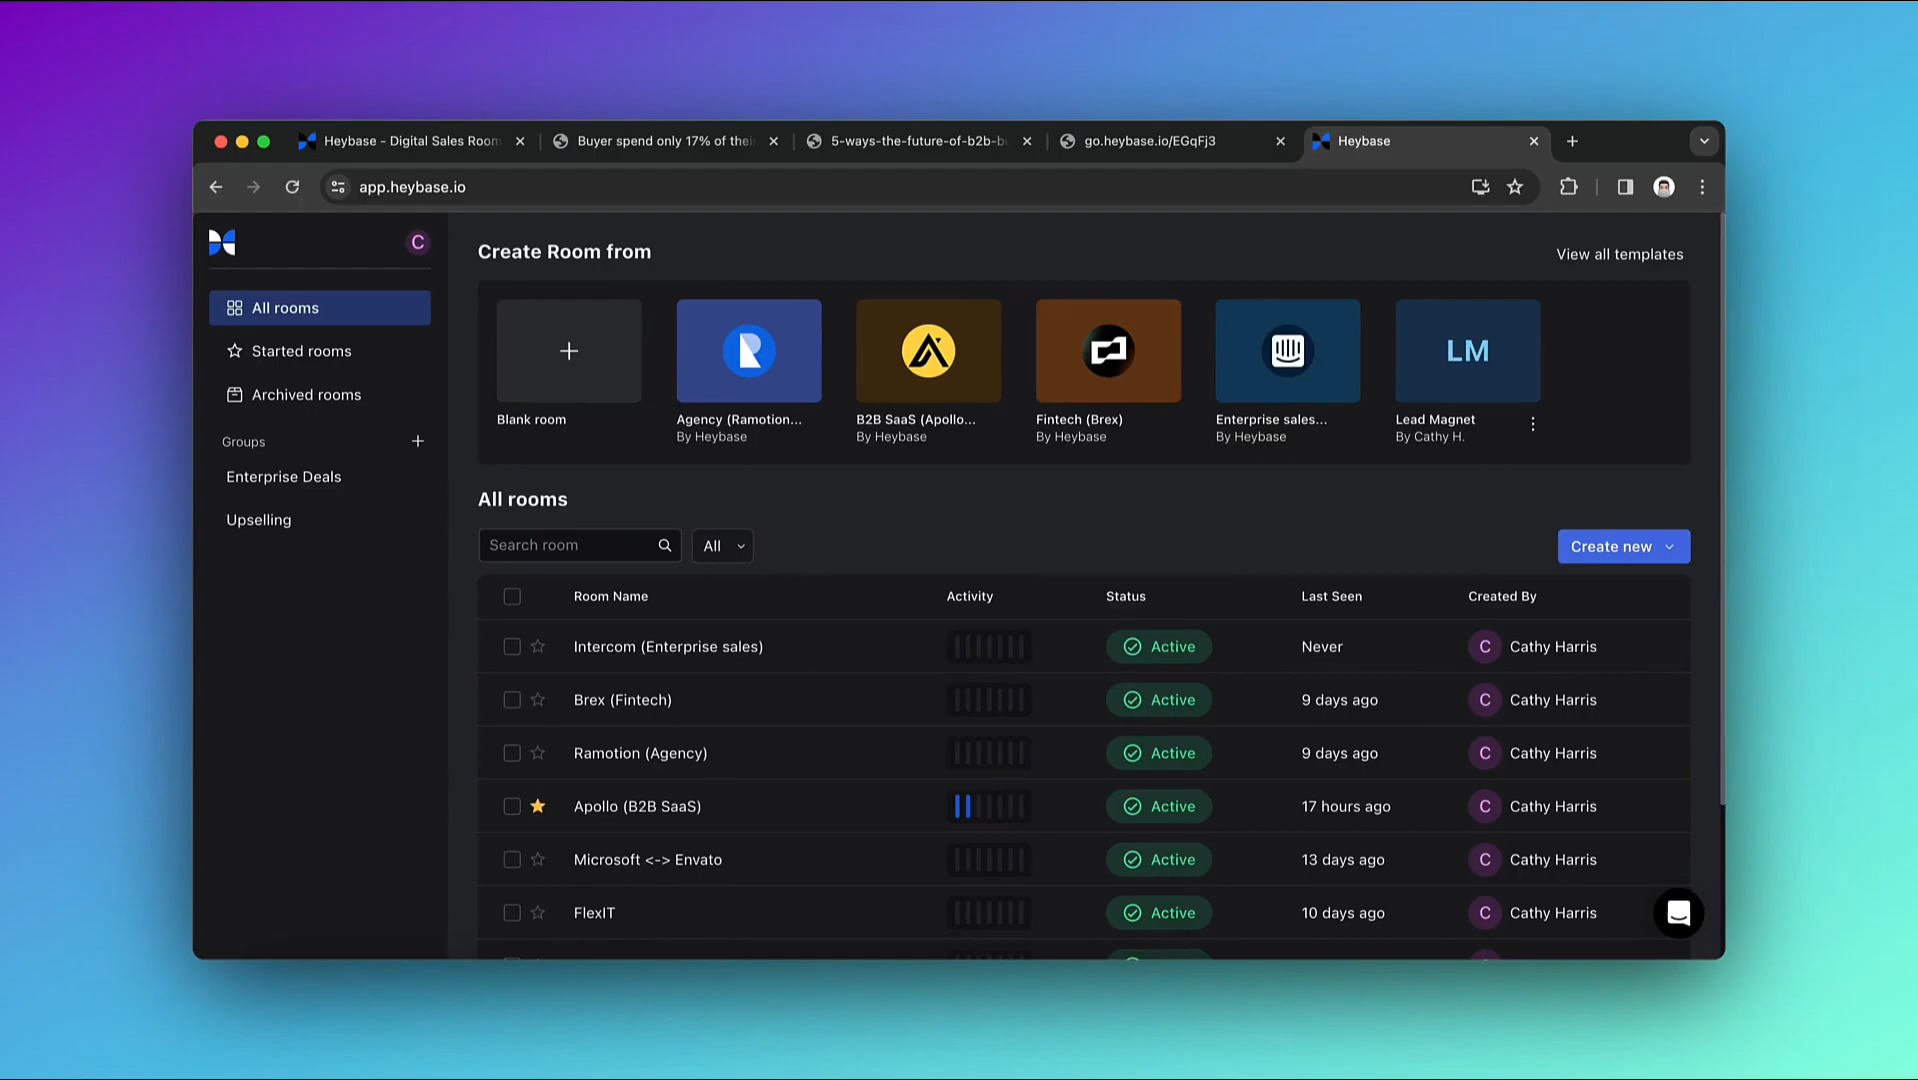 Heybase - Digital Sales Room
Buyer spend only 17% of thei
5-ways-the-future-of-b2b-bu
go.heybase.io/EGqFj3
Heybase
app.heybase.io
C
All rooms
Started rooms
Archived rooms
Groups
Enterprise Deals
Upselling
Create Room from
View all templates
LM
Blank room
Agency (Ramotion...
By Heybase
B2B SaaS (Apollo...
By Heybase
Fintech (Brex)
By Heybase
Enterprise sales...
By Heybase
Lead Magnet
By Cathy H.
All rooms
Search room
All
Create new
Room Name Activity Status Last Seen Created By
Intercom (Enterprise sales) Active Never C Cathy Harris
Brex (Fintech) Active 9 days ago C Cathy Harris
Ramotion (Agency) Active 9 days ago C Cathy Harris
Apollo (B2B SaaS) Active 17 hours ago C Cathy Harris
Microsoft <-> Envato Active 13 days ago C Cathy Harris
FlexIT Active 10 days ago C Cathy Harris